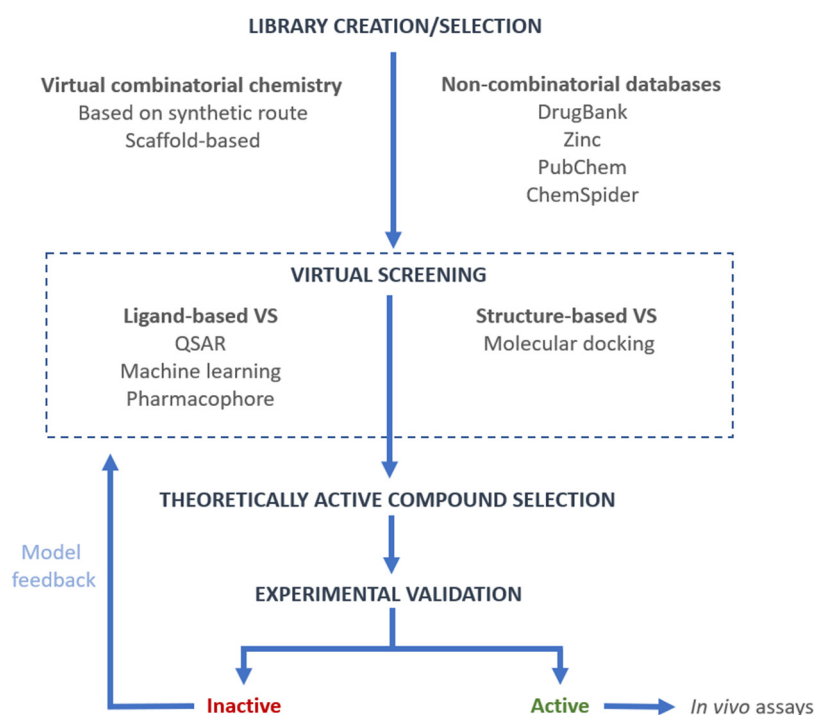 LIBRARY CREATION/SELECTION
Virtual combinatorial chemistry
Based on synthetic route
Scaffold-based
Non-combinatorial databases
DrugBank
Zinc
PubChem
ChemSpider
VIRTUAL SCREENING
Ligand-based VS
QSAR
Machine learning
Pharmacophore
Structure-based VS
Molecular docking
THEORETICALLY ACTIVE COMPOUND SELECTION
Model
feedback
EXPERIMENTAL VALIDATION
Inactive
Active
In vivo assays